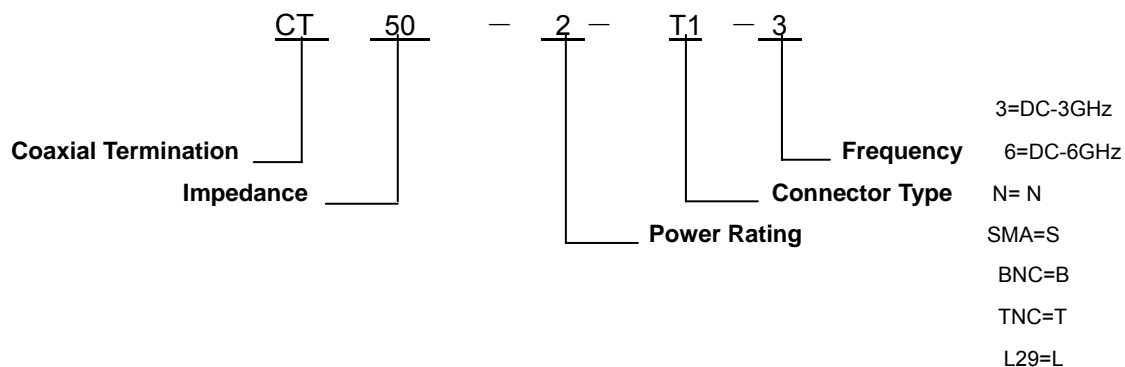 CT 50 — 2 — T1 — 3
3=DC-3GHz
Coaxial Termination Frequency 6=DC-6GHz
Impedance Connector Type N= N
Power Rating SMA=S
BNC=B
TNC=T
L29=L